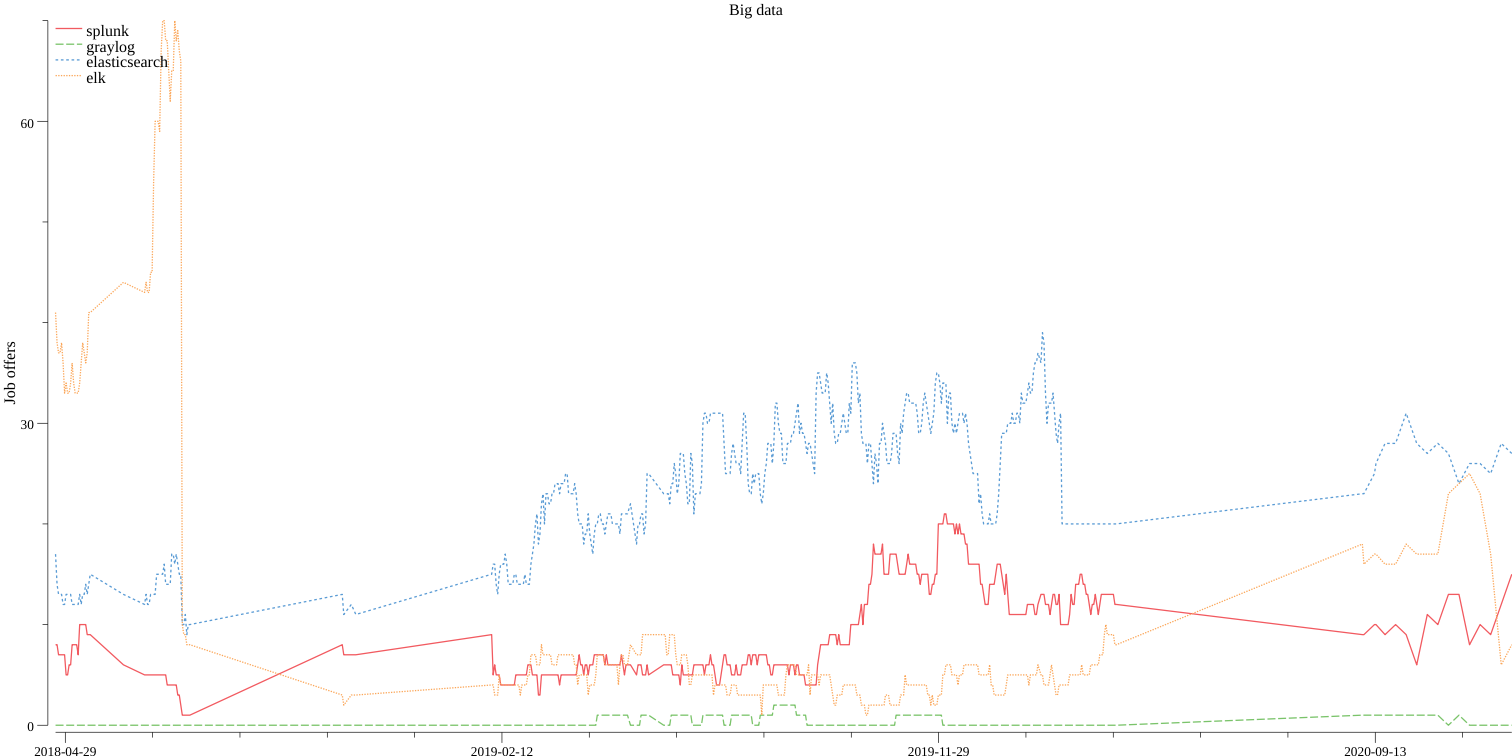 Big data
splunk
graylog
elasticsearch
elk
60
30
0
Job offers
2018-04-29
2019-02-12
2019-11-29
2020-09-13